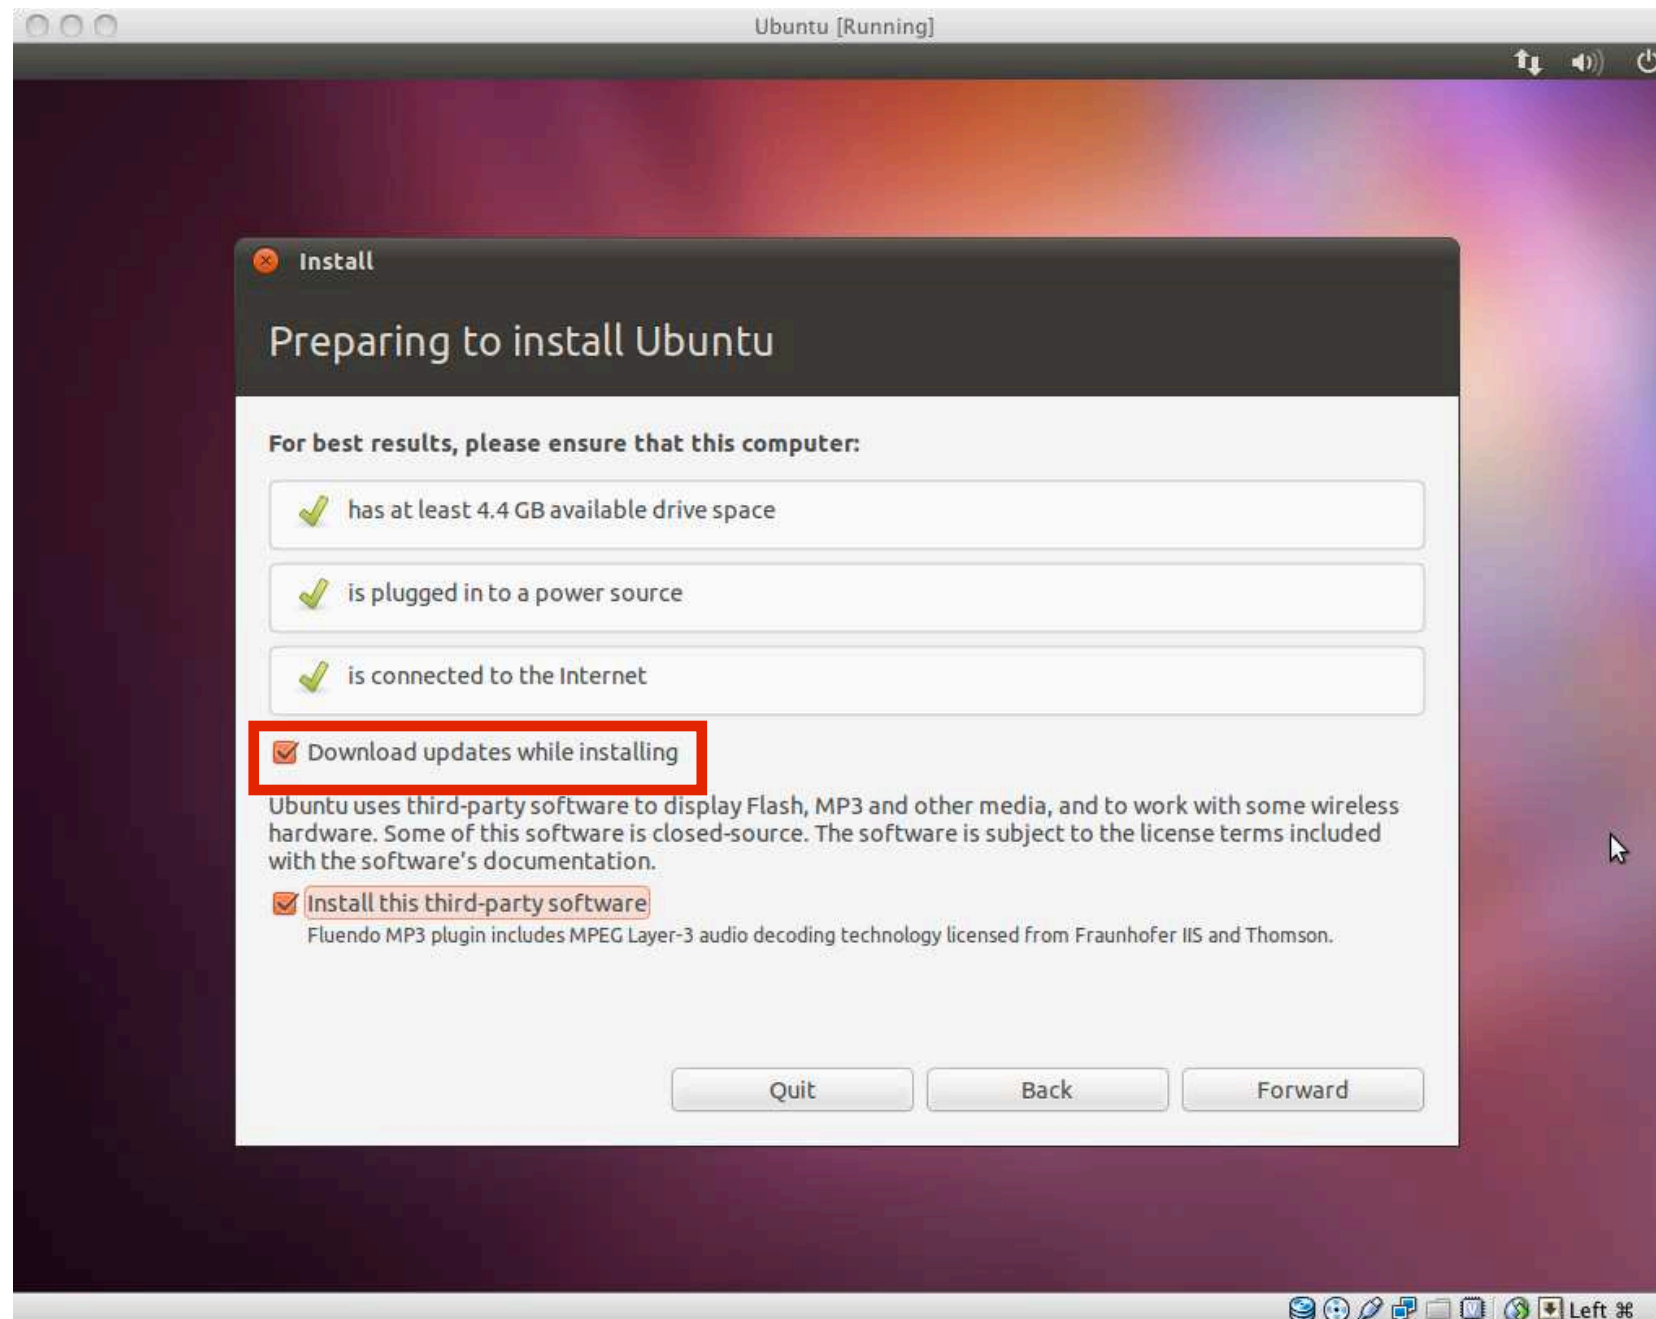 Ubuntu [Running]
Install
Preparing to install Ubuntu
For best results, please ensure that this computer:
has at least 4.4 GB available drive space
is plugged in to a power source
is connected to the Internet
Download updates while installing
Ubuntu uses third-party software to display Flash, MP3 and other media, and to work with some wireless
hardware. Some of this software is closed-source. The software is subject to the license terms included
with the software's documentation.
Install this third-party software
Fluendo MP3 plugin includes MPEG Layer-3 audio decoding technology licensed from Fraunhofer IIS and Thomson.
Quit Back Forward
Left ⌘